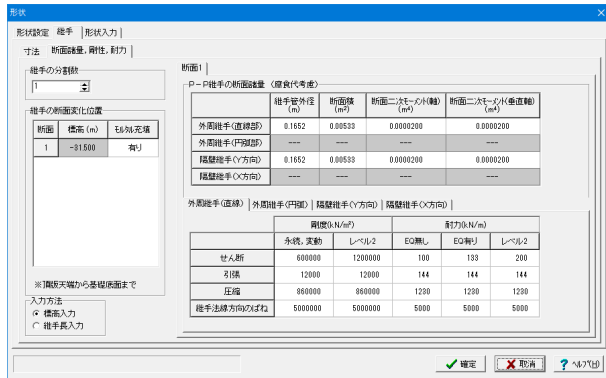 形状
形状設定 継手 形状入力
寸法 断面諸量,剛性,耐力
継手の分割数
1
継手の断面変化位置
断面 標高(m) モルタル充填
1 -31.500 有り
※頂版天端から基礎底面まで
入力方法
標高入力
継手長入力
断面1
P-P継手の断面諸量 (腐食代考慮)
継手管外径(m) 断面積(m²) 断面二次モーメント(軸)(m⁴) 断面二次モーメント(垂直軸)(m⁴)
外周継手(直線部) 0.1652 0.00533 0.0000200 0.0000200
外周継手(円弧部) --- --- --- ---
隔壁継手(Y方向) 0.1652 0.00533 0.0000200 0.0000200
隔壁継手(X方向) --- --- --- ---
外周継手(直線) 外周継手(円弧) 隔壁継手(Y方向) 隔壁継手(X方向)
剛度(kN/m²) 耐力(kN/m)
永続,変動 レベル2 EQ無し EQ有り レベル2
せん断 600000 1200000 100 133 200
引張 12000 12000 144 144 144
圧縮 860000 860000 1230 1230 1230
継手法線方向のばね 5000000 5000000 5000 5000 5000
確定 取消 ? ヘルプ(H)